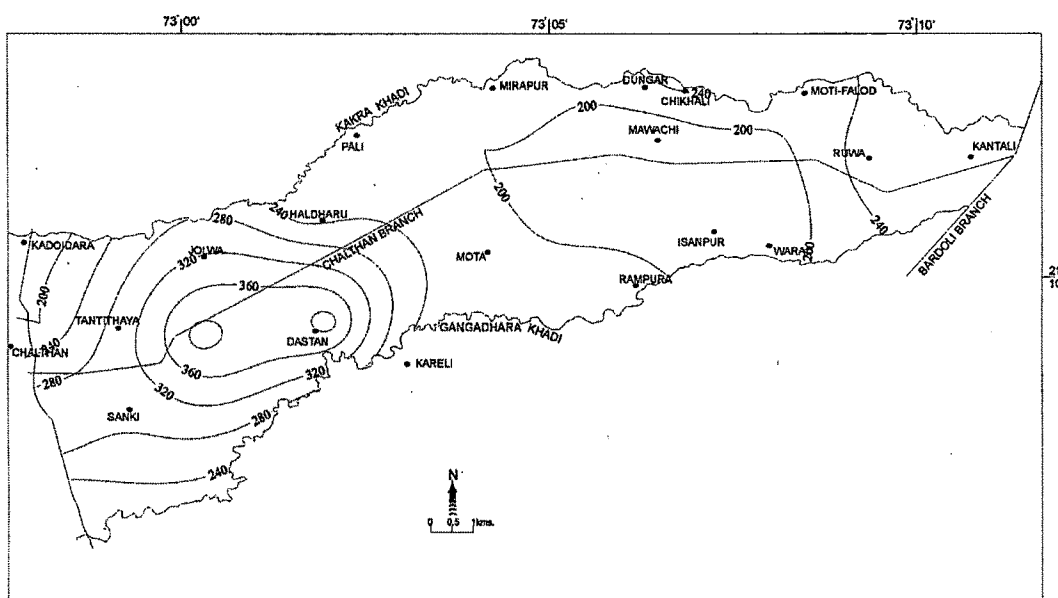 73°00'
73°05'
73°10'
MIRAPUR
DUNGAR
240
CHIKHALI
MOTI-FALOD
KAKRA KHADI
PALI
200
200
MAWACHI
RUWA
KANTALI
200
240
HALDHARU
280
CHALTHAN BRANCH
KADOIDARA
JOLWA
320
MOTA
ISANPUR
WARAD
240
BARDOLI BRANCH
200
360
RAMPURA
TANTITHAYA
DASTAN
GANGADHARA KHADI
CHALTHAN
240
KARELI
360
320
280
320
SANKI
280
240
N
0 0.5 1kms.